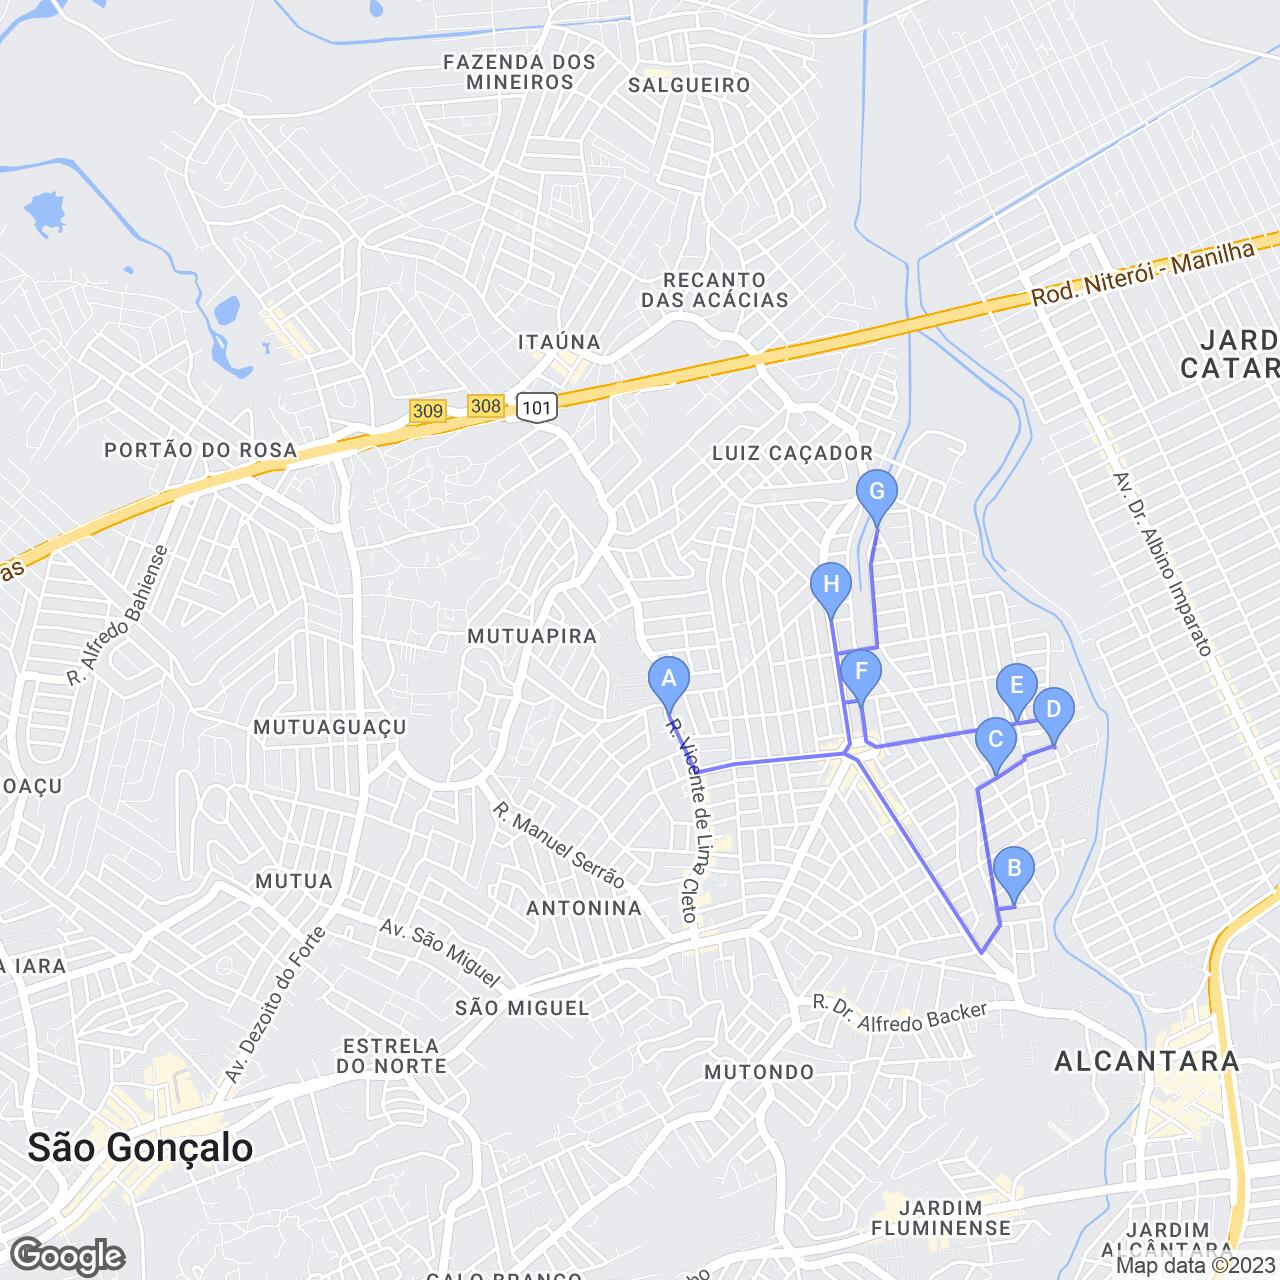 FAZENDA DOS
MINEIROS
SALGUEIRO
RECANTO
DAS ACÁCIAS
Rod. Niterói - Manilha
ITAÚNA
JARD
CATAR
101
308
309
PORTÃO DO ROSA
LUIZ CAÇADOR
G
Av. Dr. Albino Imparato
as
R. Alfredo Bahiense
H
MUTUAPIRA
F
A
E
D
C
MUTUAGUAÇU
R. Vicente de Lima Cleto
OAÇU
R. Manuel Serrão
B
MUTUA
ANTONINA
Av. São Miguel
A IARA
Av. Dezoito do Forte
SÃO MIGUEL
R. Dr. Alfredo Backer
ESTRELA
DO NORTE
ALCANTARA
MUTONDO
São Gonçalo
JARDIM
FLUMINENSE
JARDIM
ALCÂNTARA
Google
GALO BRANCO
ho
Map data ©2023